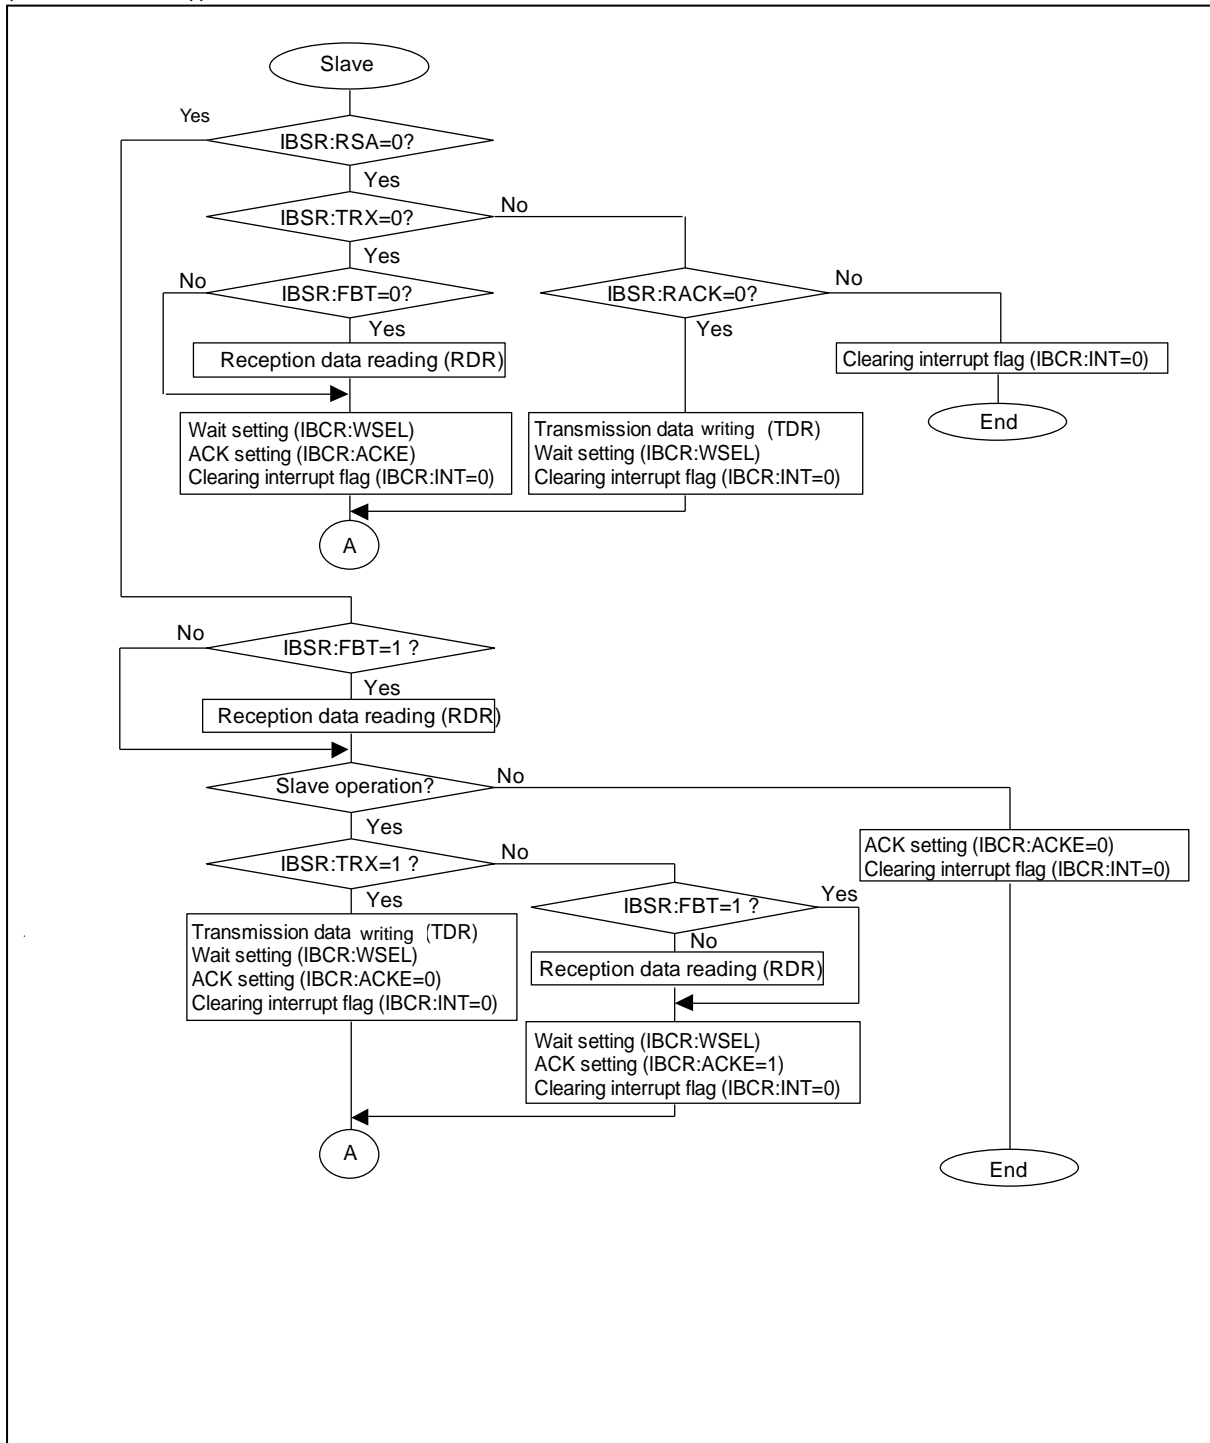 Slave
Yes
IBSR:RSA=0?
Yes
IBSR:TRX=0?
No
Yes
No
IBSR:FBT=0?
IBSR:RACK=0?
No
Yes
Yes
Reception data reading (RDR)
Clearing interrupt flag (IBCR:INT=0)
End
Wait setting (IBCR:WSEL)
ACK setting (IBCR:ACKE)
Clearing interrupt flag (IBCR:INT=0)
Transmission data writing (TDR)
Wait setting (IBCR:WSEL)
Clearing interrupt flag (IBCR:INT=0)
A
No
IBSR:FBT=1 ?
Yes
Reception data reading (RDR)
Slave operation?
No
Yes
IBSR:TRX=1 ?
No
ACK setting (IBCR:ACKE=0)
Clearing interrupt flag (IBCR:INT=0)
Yes
IBSR:FBT=1 ?
Yes
No
Transmission data writing (TDR)
Wait setting (IBCR:WSEL)
ACK setting (IBCR:ACKE=0)
Clearing interrupt flag (IBCR:INT=0)
Reception data reading (RDR)
Wait setting (IBCR:WSEL)
ACK setting (IBCR:ACKE=1)
Clearing interrupt flag (IBCR:INT=0)
A
End